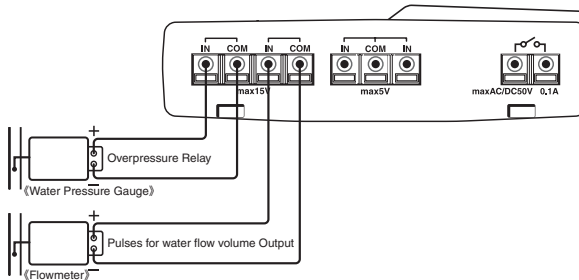 IN COM IN COM IN COM IN
max15V max5V maxAC/DC50V 0.1A
+
Overpressure Relay
−
《Water Pressure Gauge》
+
Pulses for water flow volume Output
−
《Flowmeter》